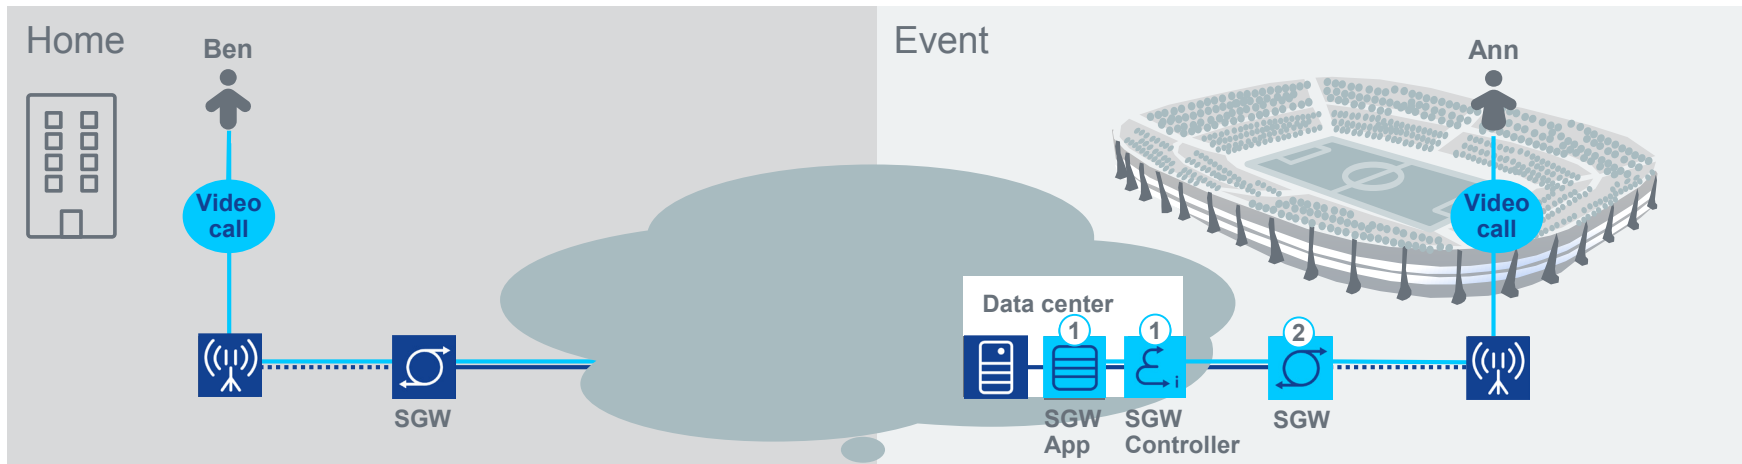 Home
Event
Ben
Ann
Video
call
Video
call
Data center
1
1
2
i
SGW
SGW
App
SGW
Controller
SGW